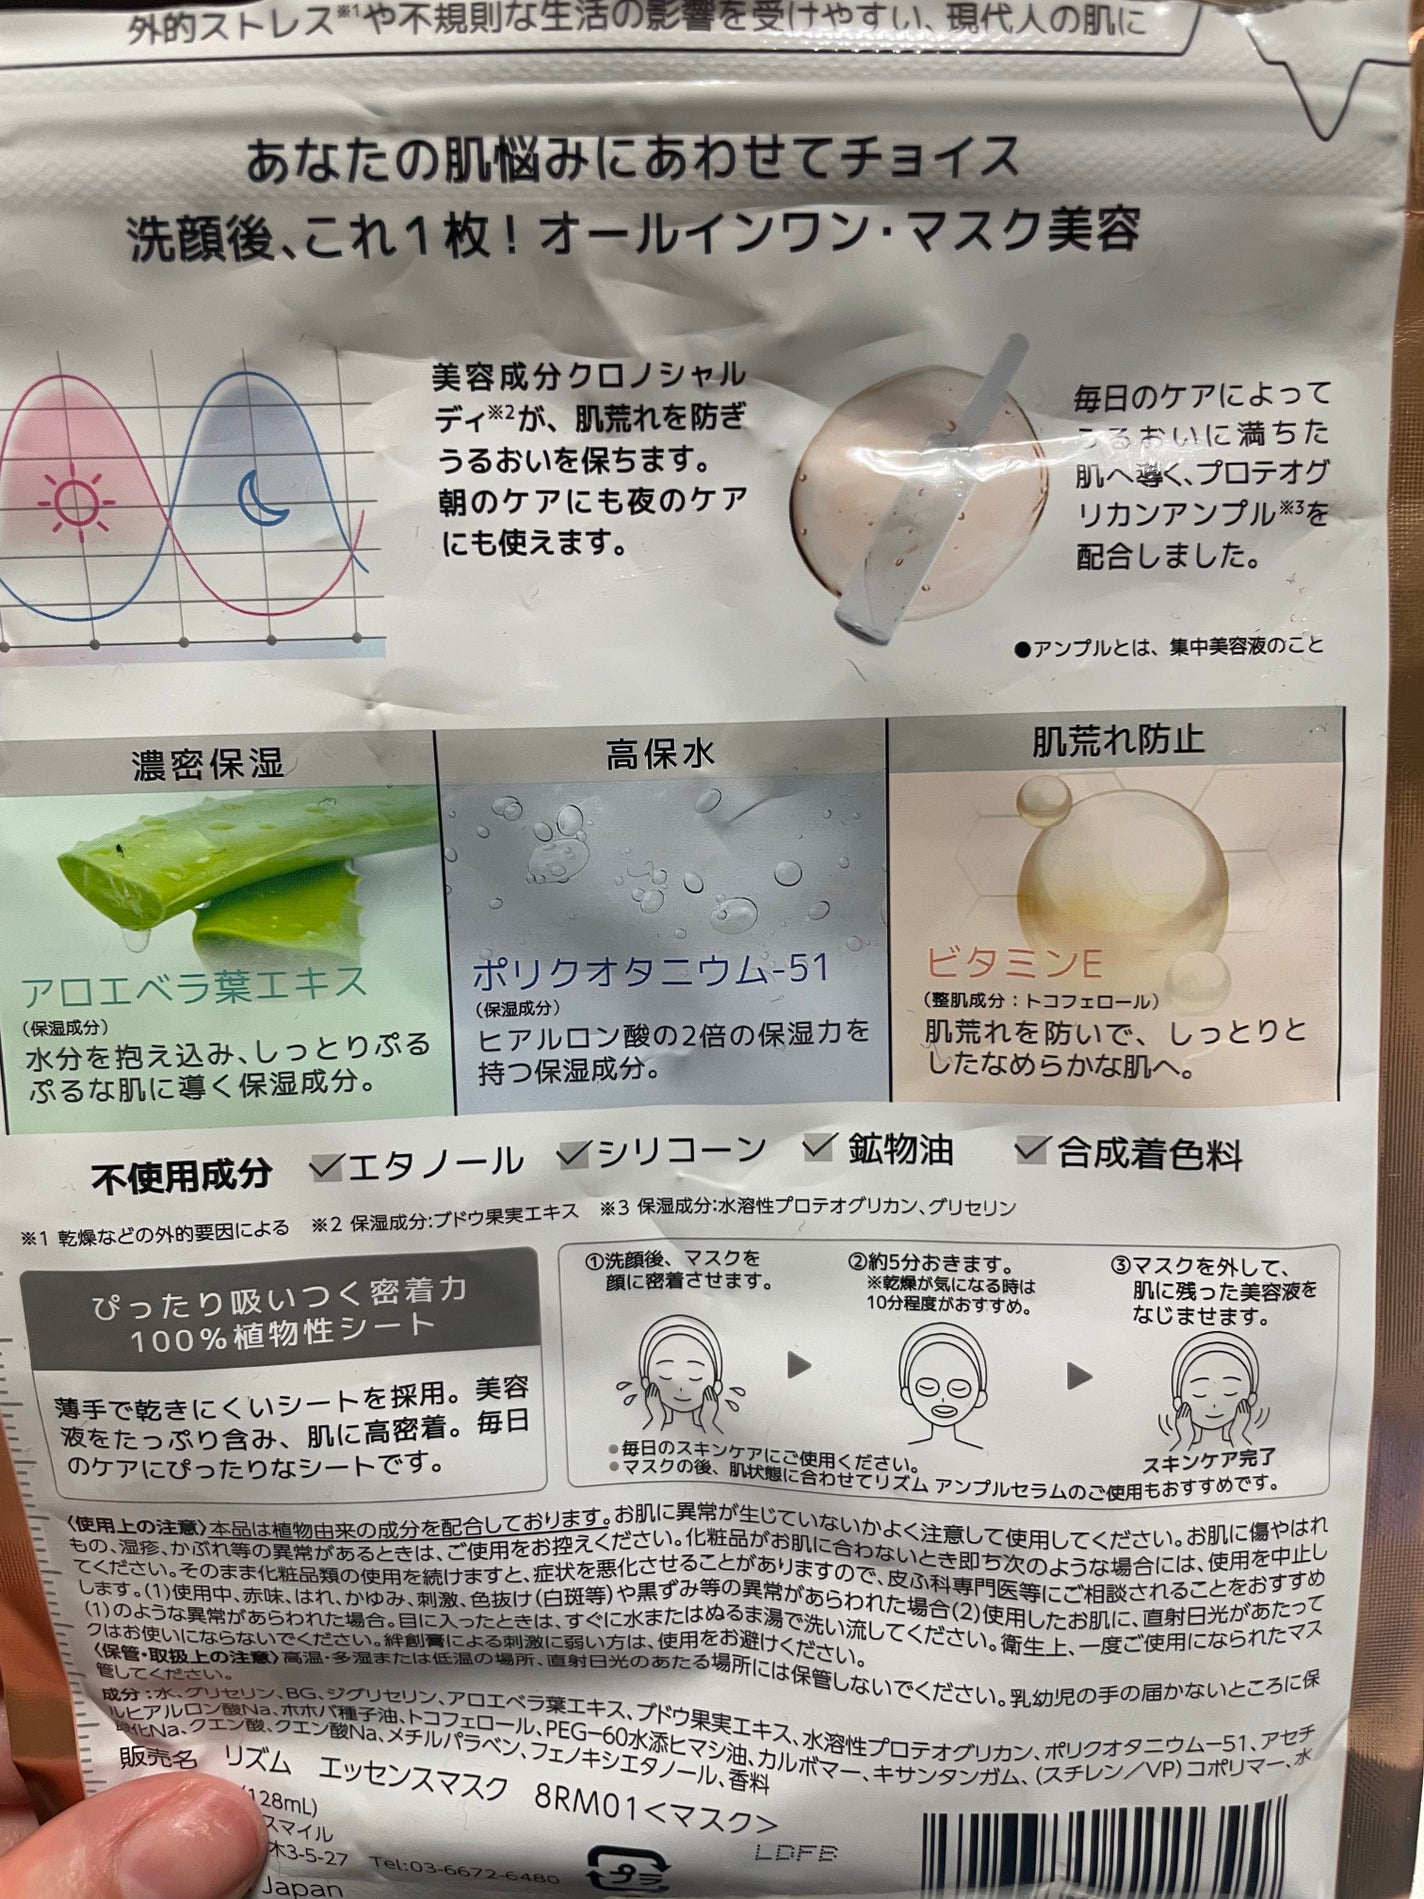 外的ストレス※1や不規則な生活の影響を受けやすい、現代人の肌に
あなたの肌悩みにあわせてチョイス
洗顔後、これ1枚！オールインワン・マスク美容
美容成分クロノシャル
ディ※2が、肌荒れを防ぎ
うるおいを保ちます。
朝のケアにも夜のケア
にも使えます。
毎日のケアによって
うるおいに満ちた
肌へ導く、プロテオグ
リカンアンプル※3を
配合しました。
●アンプルとは、集中美容液のこと
濃密保湿
アロエベラ葉エキス
（保湿成分）
水分を抱え込み、しっとりぷる
ぷるな肌に導く保湿成分。
高保水
ポリクオタニウム-51
（保湿成分）
ヒアルロン酸の2倍の保湿力を
持つ保湿成分。
肌荒れ防止
ビタミンE
（整肌成分：トコフェロール）
肌荒れを防いで、しっとりと
したなめらかな肌へ。
不使用成分 ✓エタノール ✓シリコーン ✓鉱物油 ✓合成着色料
※1 乾燥などの外的要因による ※2 保湿成分:ブドウ果実エキス ※3 保湿成分:水溶性プロテオグリカン、グリセリン
ぴったり吸いつく密着力
100%植物性シート
薄手で乾きにくいシートを採用。美容
液をたっぷり含み、肌に高密着。毎日
のケアにぴったりなシートです。
①洗顔後、マスクを
顔に密着させます。
②約5分おきます。
※乾燥が気になる時は
10分程度がおすすめ。
③マスクを外して、
肌に残った美容液を
なじませます。
スキンケア完了
●毎日のスキンケアにご使用ください。
●マスクの後、肌状態に合わせてリズム アンプルセラムのご使用もおすすめです。
〈使用上の注意〉本品は植物由来の成分を配合しております。お肌に異常が生じていないかよく注意して使用してください。お肌に傷やはれ
もの、湿疹、かぶれ等の異常があるときは、ご使用をお控えください。化粧品がお肌に合わないとき即ち次のような場合には、使用を中止し
てください。そのまま化粧品類の使用を続けますと、症状を悪化させることがありますので、皮ふ科専門医等にご相談されることをおすすめ
します。(1)使用中、赤味、はれ、かゆみ、刺激、色抜け(白斑等)や黒ずみ等の異常があらわれた場合(2)使用したお肌に、直射日光があたって
(1)のような異常があらわれた場合。目に入ったときは、すぐに水またはぬるま湯で洗い流してください。衛生上、一度ご使用になられたマス
クはお使いにならないでください。絆創膏による刺激に弱い方は、使用をお避けください。
〈保管・取扱上の注意〉高温・多湿または低温の場所、直射日光のあたる場所には保管しないでください。乳幼児の手の届かないところに保
管してください。
成分：水、グリセリン、BG、ジグリセリン、アロエベラ葉エキス、ブドウ果実エキス、水溶性プロテオグリカン、ポリクオタニウムー51、アセチ
ルヒアルロン酸Na、ホホバ種子油、トコフェロール、PEGー60水添ヒマシ油、カルボマー、キサンタンガム、(スチレン／VP)コポリマー、水
酸化Na、クエン酸、クエン酸Na、メチルパラベン、フェノキシエタノール、香料
販売名 リズム エッセンスマスク 8RM01＜マスク＞
128mL)
スマイル
木3-5-27 Tel:03-6672-6480
Japan
プラ
LDFB